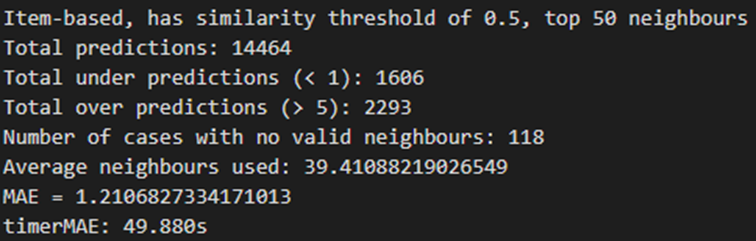 Item-based, has similarity threshold of 0.5, top 50 neighbours
Total predictions: 14464
Total under predictions (< 1): 1606
Total over predictions (> 5): 2293
Number of cases with no valid neighbours: 118
Average neighbours used: 39.41088219026549
MAE = 1.2106827334171013
timerMAE: 49.880s